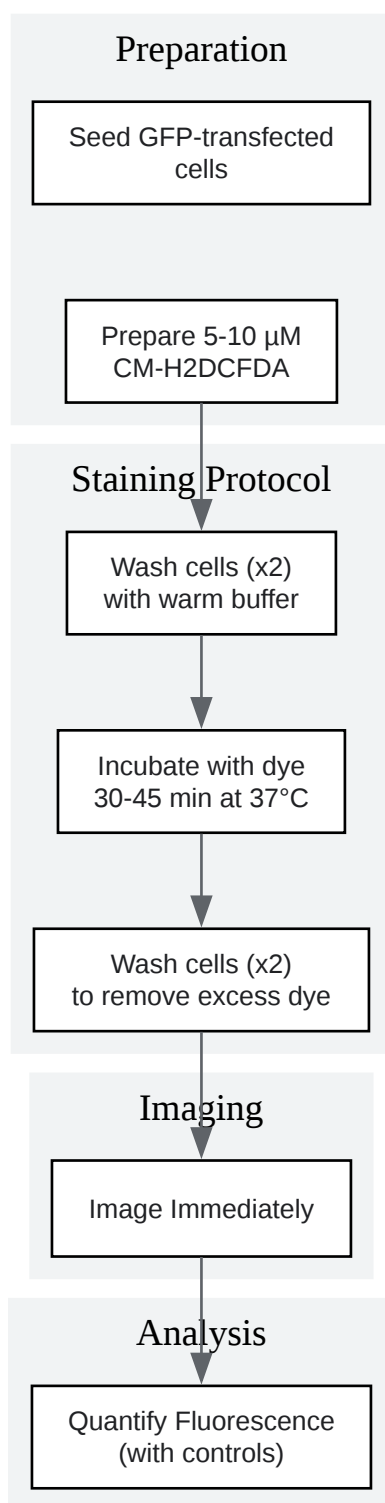 Preparation
Seed GFP-transfected
cells
Prepare 5-10 µM
CM-H2DCFDA
Staining Protocol
Wash cells (x2)
with warm buffer
Incubate with dye
30-45 min at 37°C
Wash cells (x2)
to remove excess dye
Imaging
Image Immediately
Analysis
Quantify Fluorescence
(with controls)